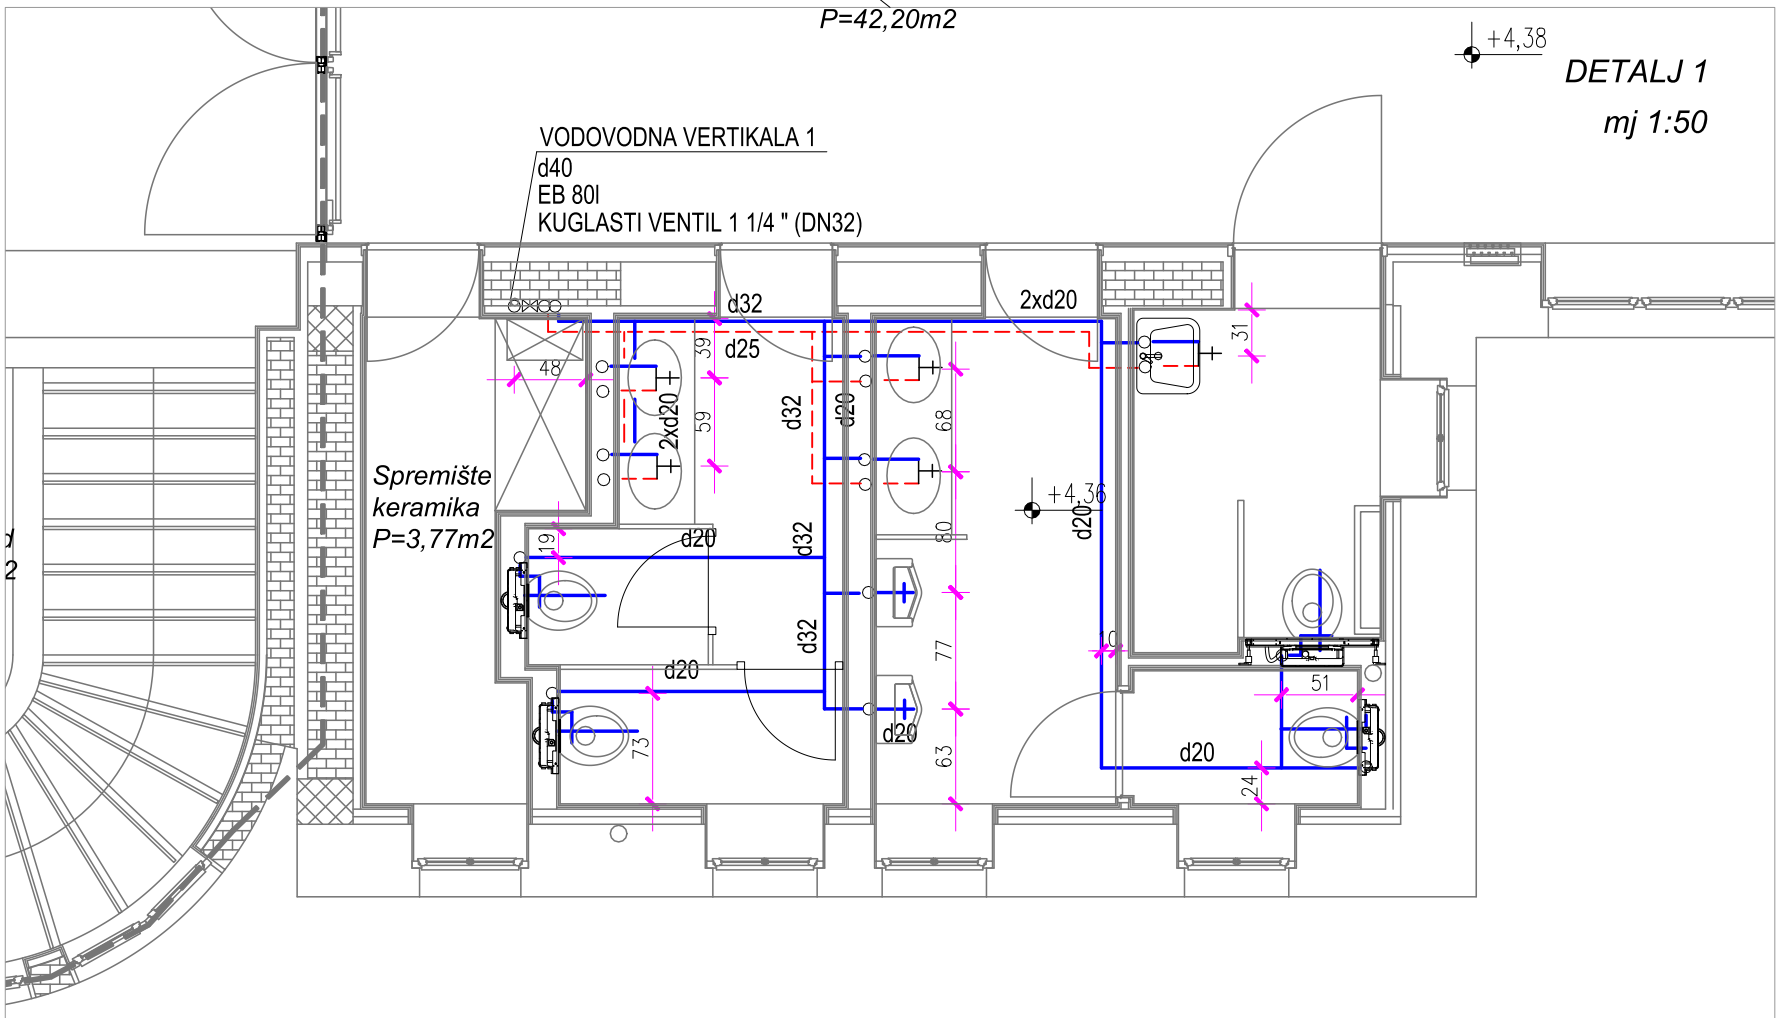 P=42,20m2
+4,38
DETALJ 1
mj 1:50
VODOVODNA VERTIKALA 1
d40
EB 80l
KUGLASTI VENTIL 1 1/4 " (DN32)
d32
2xd20
d25
39
31
48
59
2xd20
d32
d20
68
Spremište
keramika
P=3,77m2
+4,36
d20
80
d
2
19
d20
d32
d32
77
10
d20
51
73
d20
63
d20
24